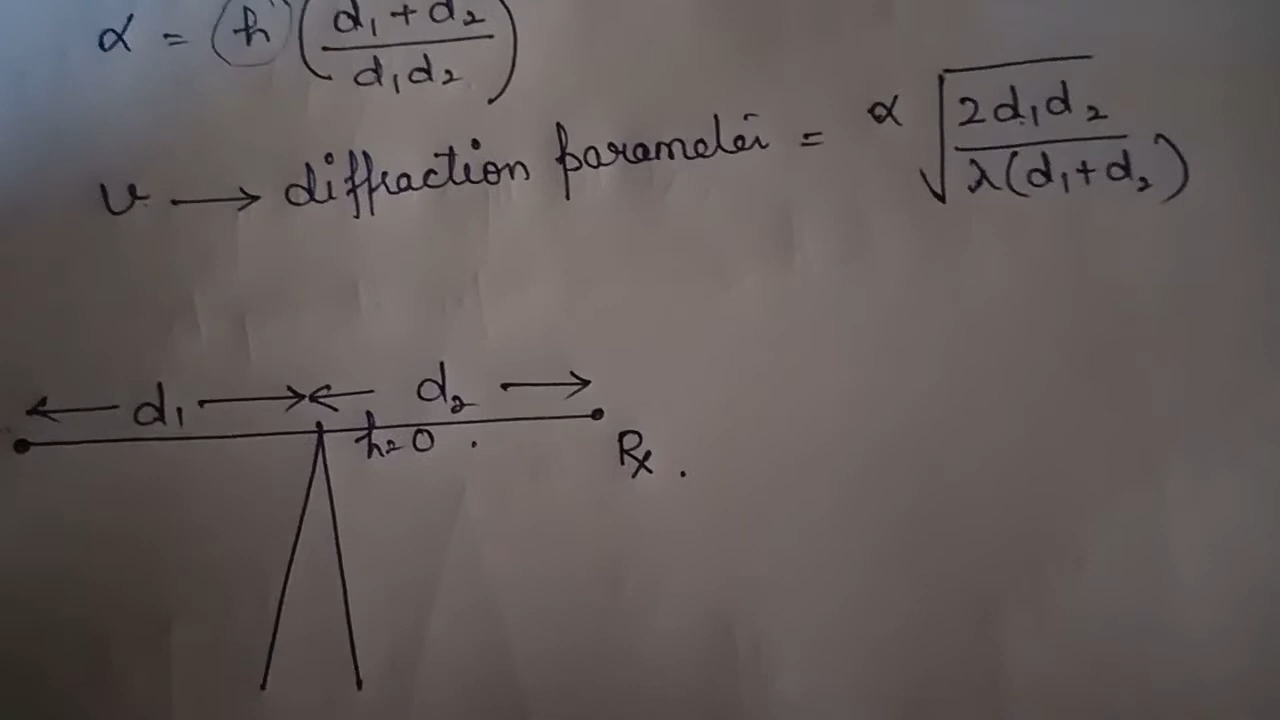 α = (h) ( d₁ + d₂ / d₁d₂ )
ν → diffraction parameter = α √( 2d₁d₂ / λ(d₁+d₂) )
← d₁ →← d₂ →
h=0 .
Rx .